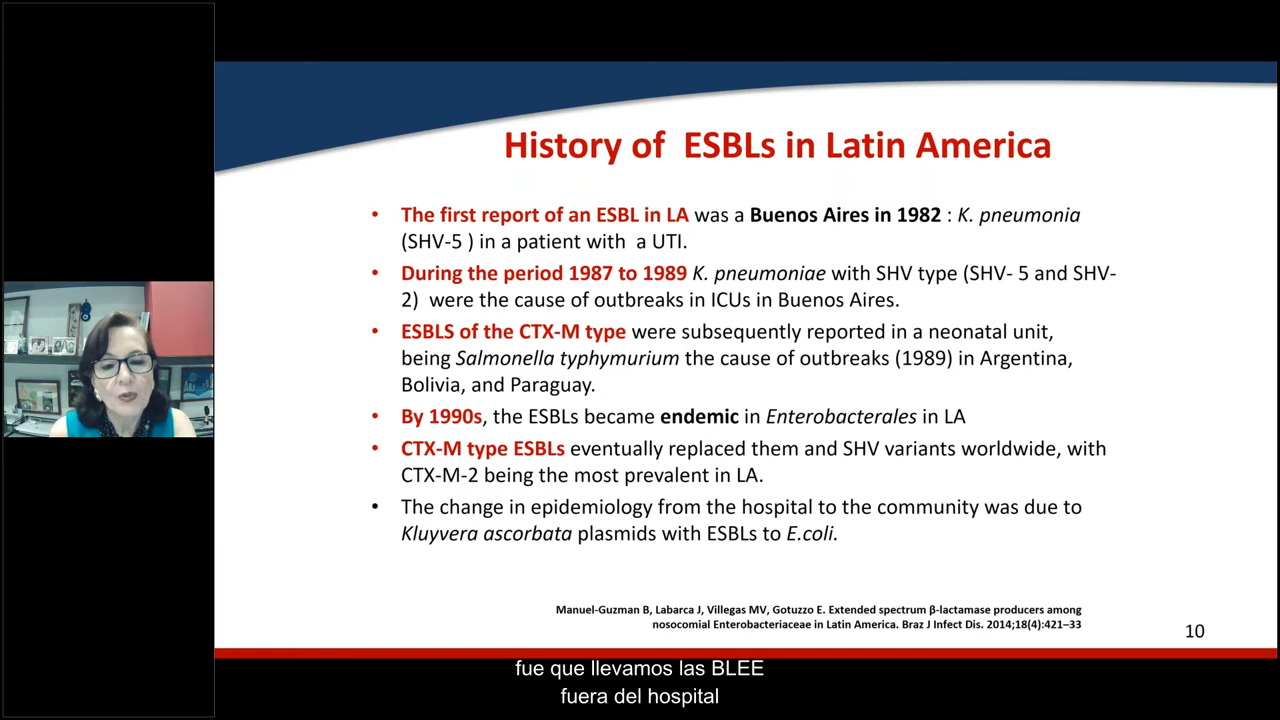 History of ESBLs in Latin America
• The first report of an ESBL in LA was a Buenos Aires in 1982 : K. pneumonia
(SHV-5 ) in a patient with a UTI.
• During the period 1987 to 1989 K. pneumoniae with SHV type (SHV- 5 and SHV-
2) were the cause of outbreaks in ICUs in Buenos Aires.
• ESBLS of the CTX-M type were subsequently reported in a neonatal unit,
being Salmonella typhymurium the cause of outbreaks (1989) in Argentina,
Bolivia, and Paraguay.
• By 1990s, the ESBLs became endemic in Enterobacterales in LA
• CTX-M type ESBLs eventually replaced them and SHV variants worldwide, with
CTX-M-2 being the most prevalent in LA.
• The change in epidemiology from the hospital to the community was due to
Kluyvera ascorbata plasmids with ESBLs to E.coli.
Manuel-Guzman B, Labarca J, Villegas MV, Gotuzzo E. Extended spectrum β-lactamase producers among
nosocomial Enterobacteriaceae in Latin America. Braz J Infect Dis. 2014;18(4):421–33
10
fue que llevamos las BLEE
fuera del hospital